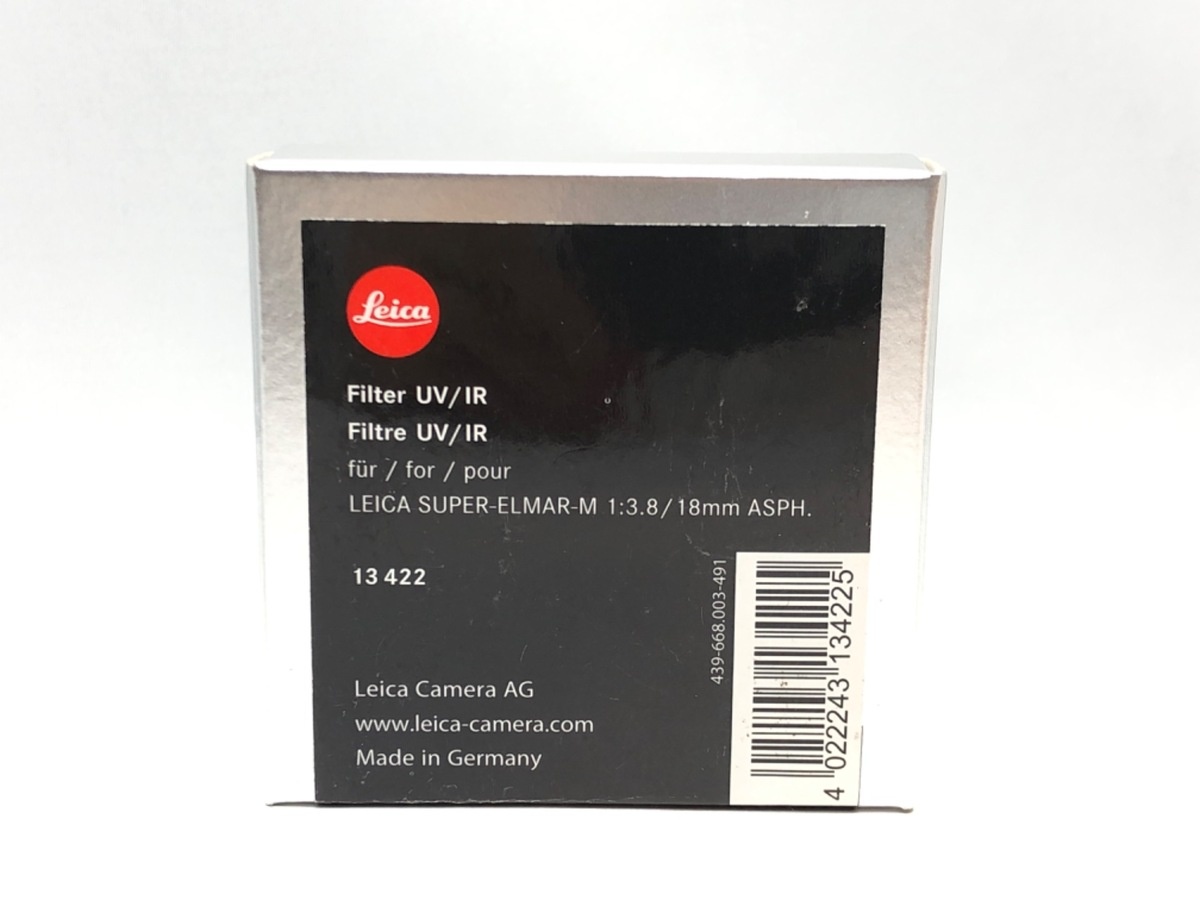 Leica
Filter UV/IR
Filtre UV/IR
für / for / pour
LEICA SUPER-ELMAR-M 1:3.8/18mm ASPH.
13 422
439-668.003-491
4 022243 134225
Leica Camera AG
www.leica-camera.com
Made in Germany